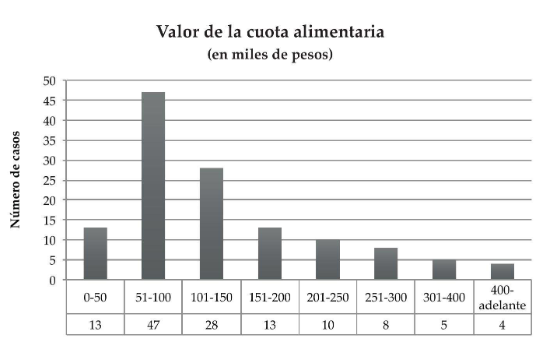 Valor de la cuota alimentaria
(en miles de pesos)
Número de casos
50
45
40
35
30
25
20
15
10
5
0
0-50 51-100 101-150 151-200 201-250 251-300 301-400 400-
adelante
13 47 28 13 10 8 5 4